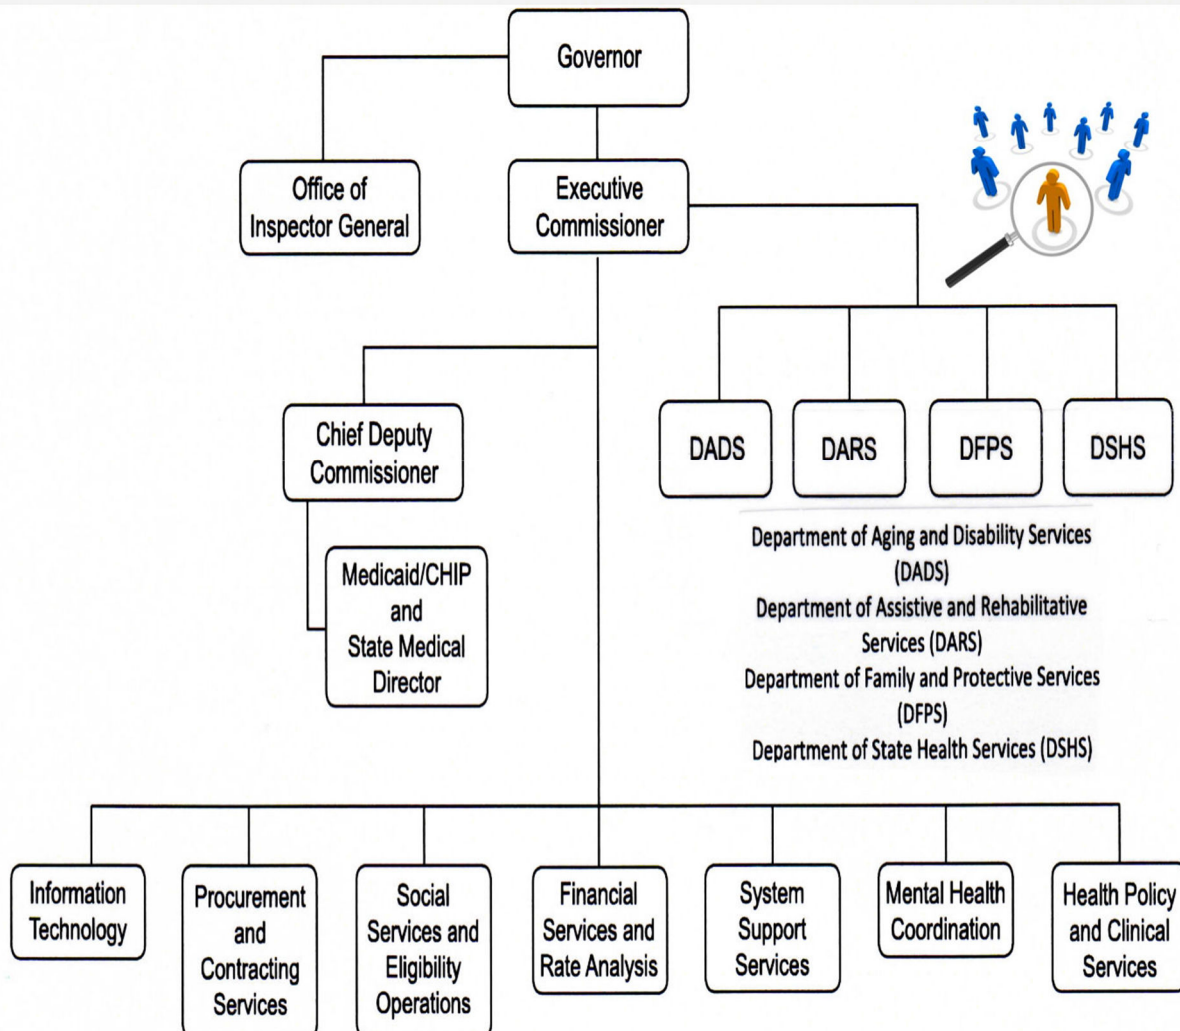 Governor
Office of
Inspector General
Executive
Commissioner
Chief Deputy
Commissioner
DADS
DARS
DFPS
DSHS
Medicaid/CHIP
and
State Medical
Director
Department of Aging and Disability Services
(DADS)
Department of Assistive and Rehabilitative
Services (DARS)
Department of Family and Protective Services
(DFPS)
Department of State Health Services (DSHS)
Information
Technology
Procurement
and
Contracting
Services
Social
Services and
Eligibility
Operations
Financial
Services and
Rate Analysis
System
Support
Services
Mental Health
Coordination
Health Policy
and Clinical
Services